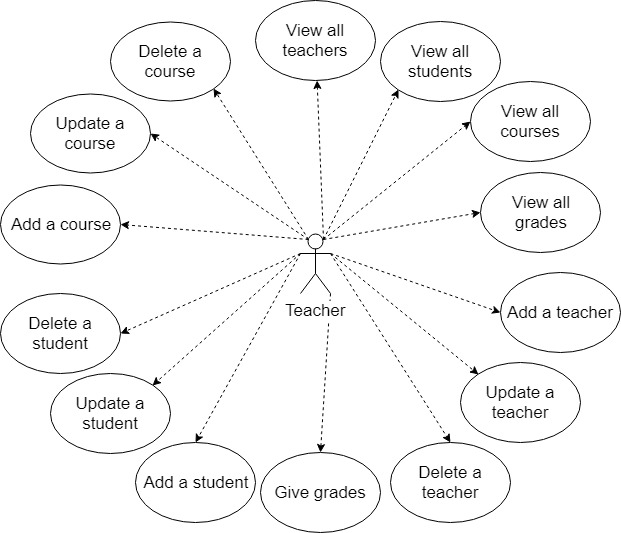 View all
teachers
Delete a
course
View all
students
Update a
course
View all
courses
Add a course
View all
grades
Teacher
Delete a
student
Add a teacher
Update a
student
Update a
teacher
Add a student
Give grades
Delete a
teacher